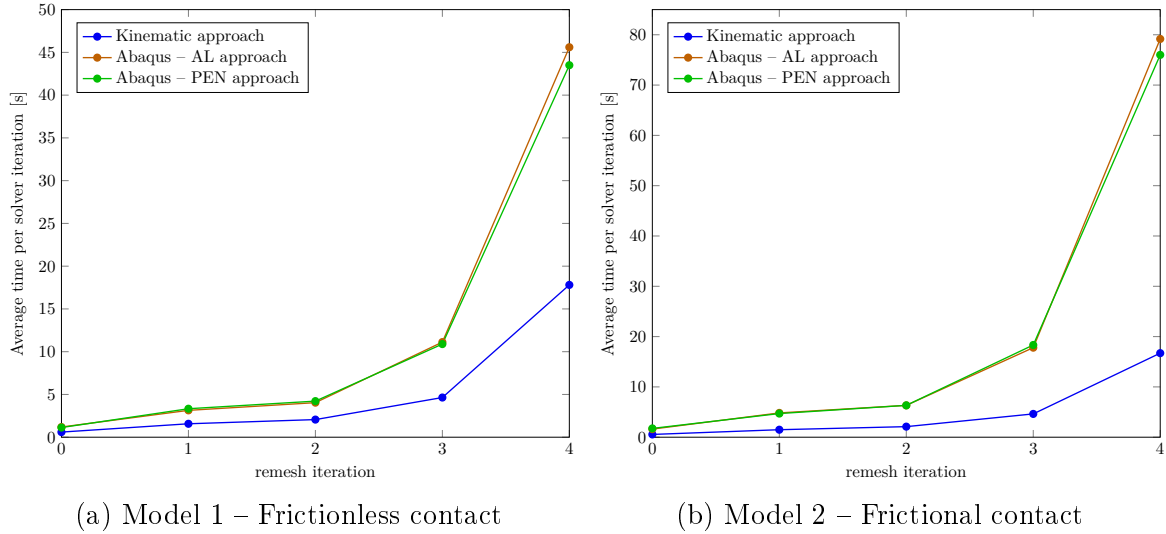 50
45
40
35
30
25
20
15
10
5
0
Average time per solver iteration [s]
Kinematic approach
Abaqus – AL approach
Abaqus – PEN approach
0 1 2 3 4
remesh iteration
(a) Model 1 – Frictionless contact
80
70
60
50
40
30
20
10
0
Average time per solver iteration [s]
Kinematic approach
Abaqus – AL approach
Abaqus – PEN approach
0 1 2 3 4
remesh iteration
(b) Model 2 – Frictional contact